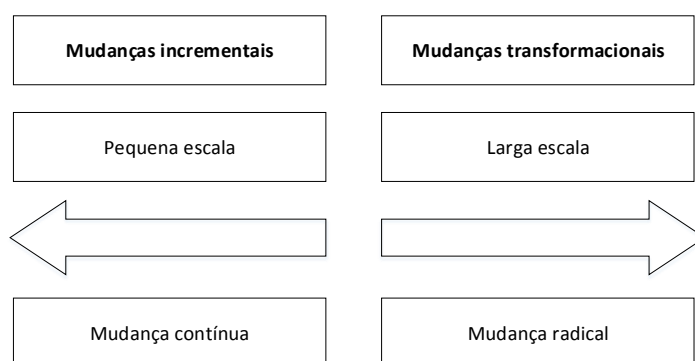 Mudanças incrementais
Mudanças transformacionais
Pequena escala
Larga escala
Mudança contínua
Mudança radical